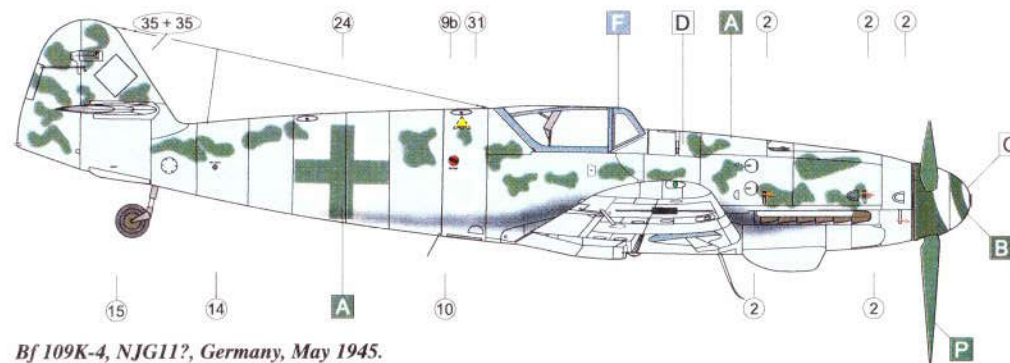 35 + 35 24 9b 31 F D A 2 2 2
C
B
15 14 A 10 2 2
P
Bf 109K-4, NJG11?, Germany, May 1945.